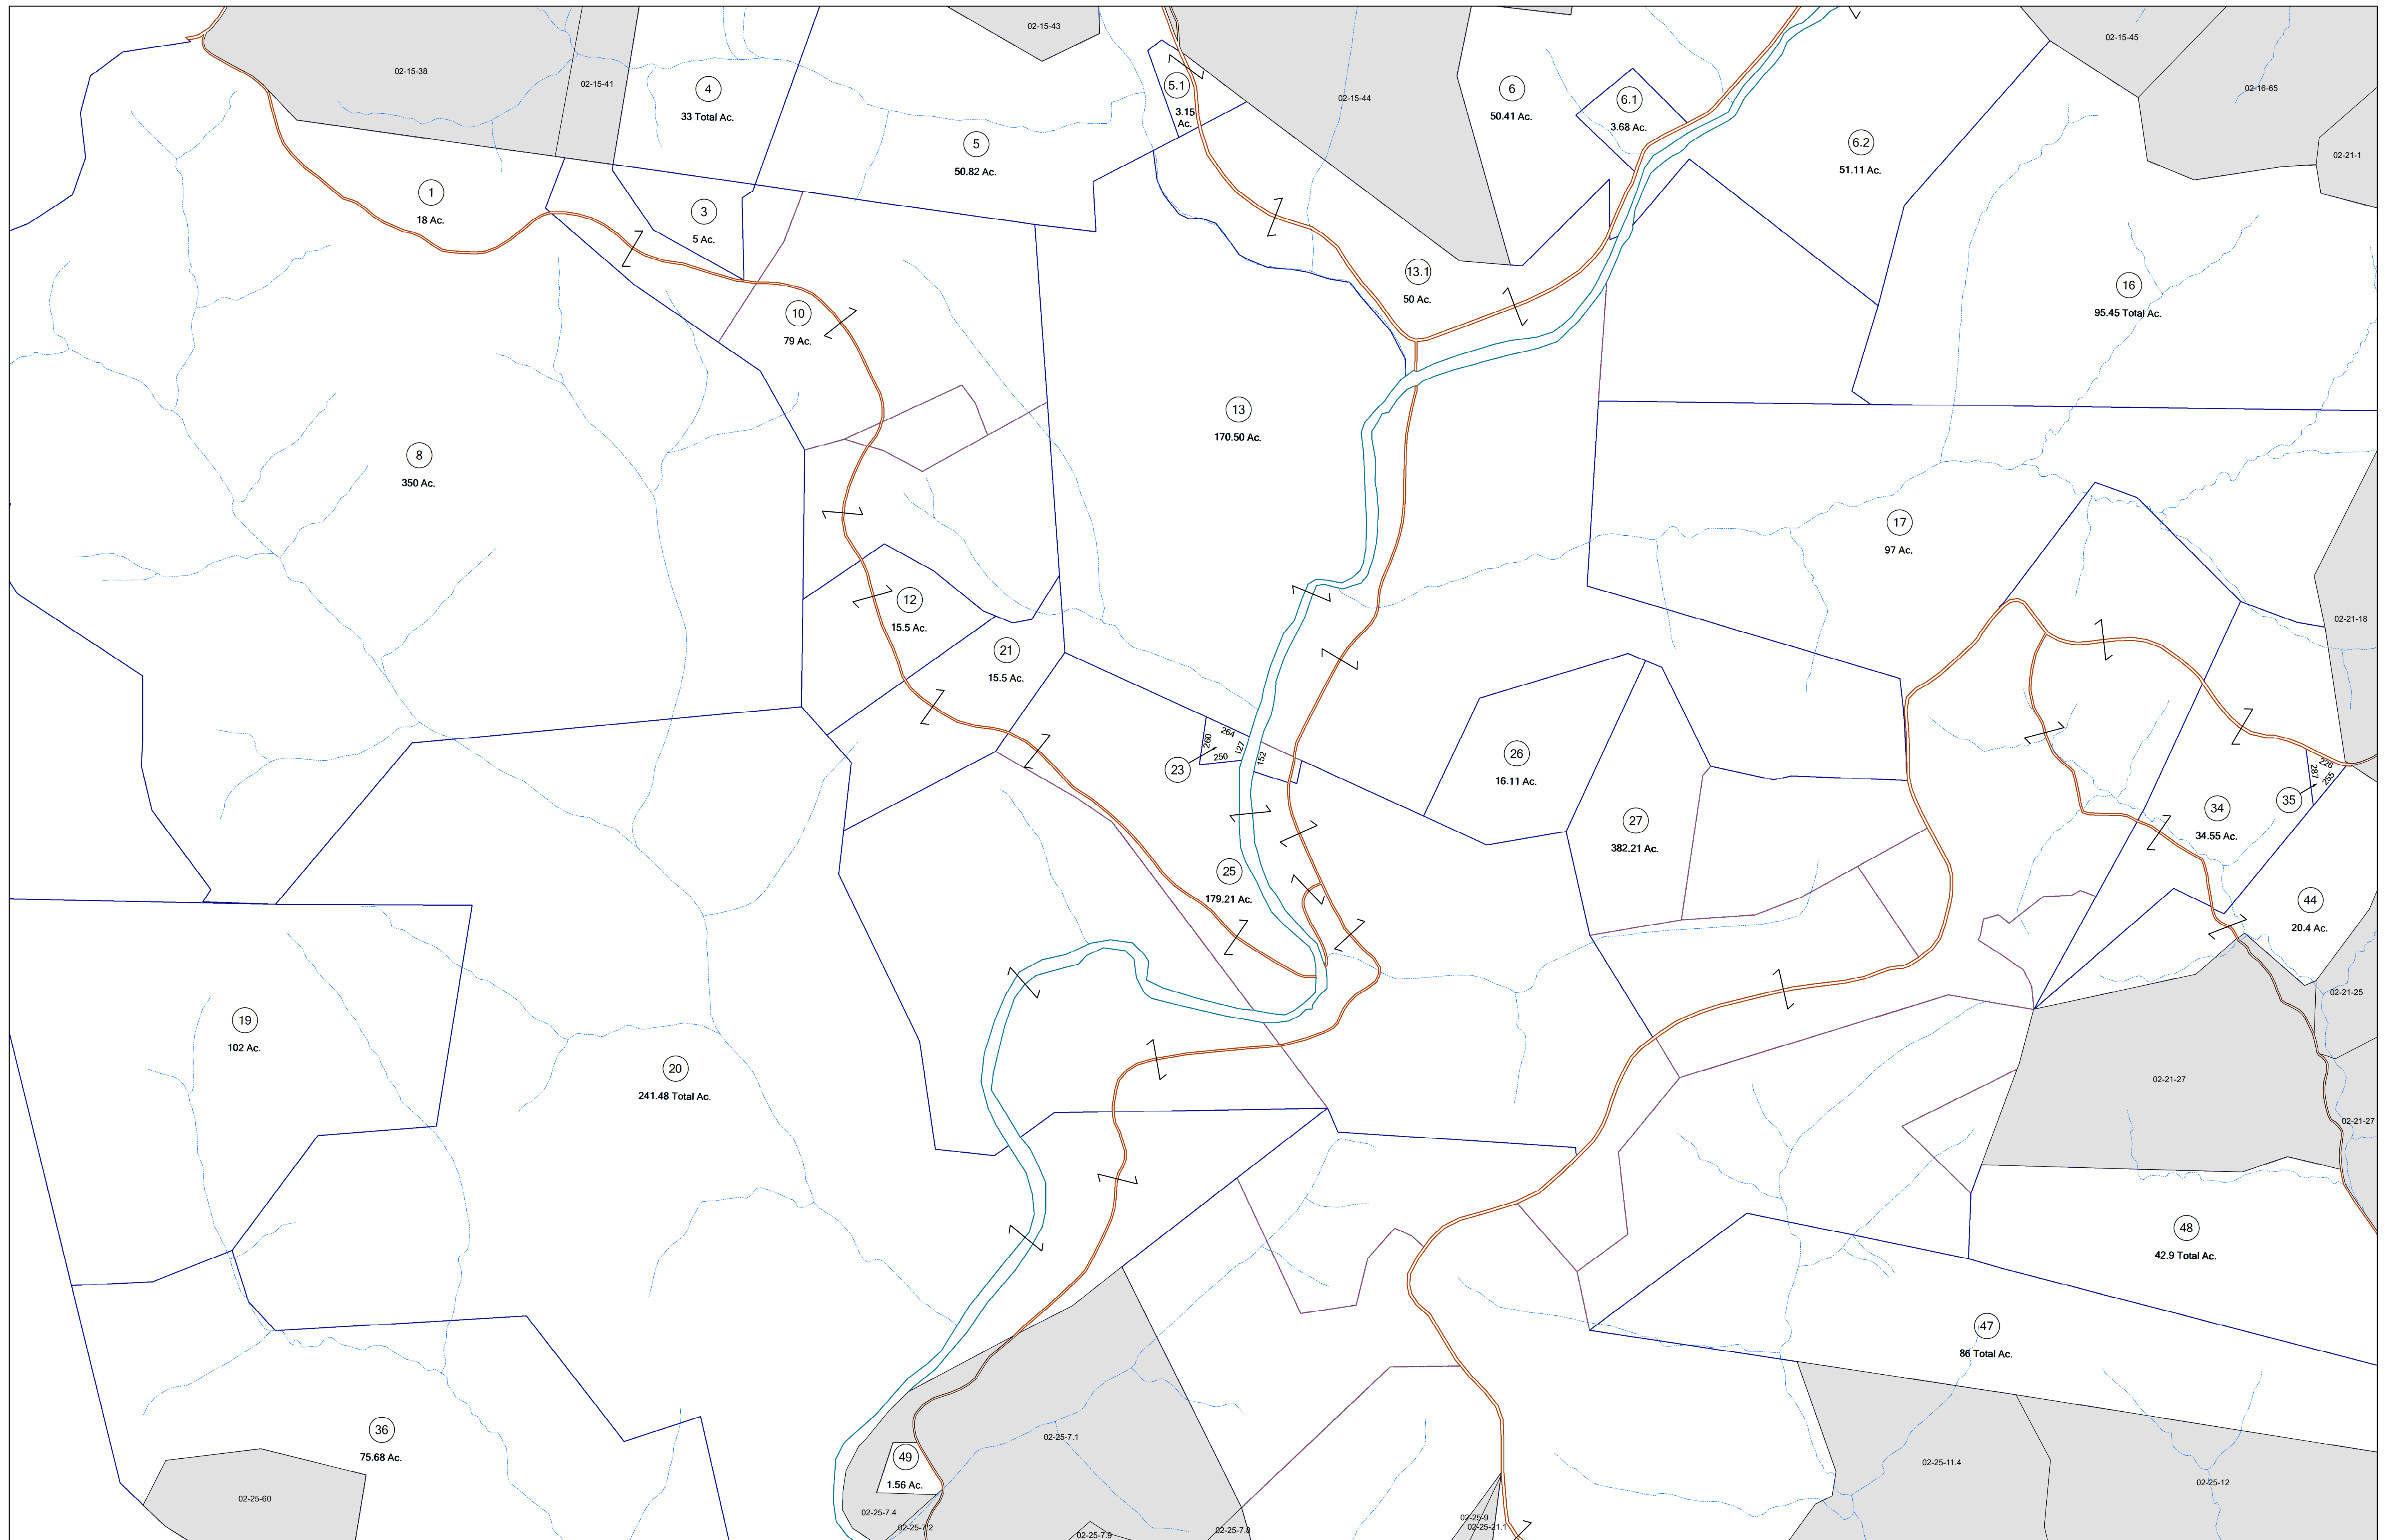 02-15-43
02-15-45
02-15-38
02-15-41
4
33 Total Ac.
5.1
3.15
Ac.
02-15-44
6
50.41 Ac.
6.1
3.68 Ac.
02-16-65
5
50.82 Ac.
6.2
51.11 Ac.
02-21-1
1
18 Ac.
3
5 Ac.
13.1
50 Ac.
16
95.45 Total Ac.
10
79 Ac.
13
170.50 Ac.
8
350 Ac.
17
97 Ac.
12
15.5 Ac.
02-21-18
21
15.5 Ac.
264
260
127
250
152
23
26
16.11 Ac.
226
287
255
35
27
382.21 Ac.
34
34.55 Ac.
25
179.21 Ac.
44
20.4 Ac.
02-21-25
19
102 Ac.
20
241.48 Total Ac.
02-21-27
02-21-27
48
42.9 Total Ac.
47
86 Total Ac.
36
75.68 Ac.
02-25-7.1
49
1.56 Ac.
02-25-11.4
02-25-12
02-25-60
02-25-7.4
02-25-7.2
02-25-7.9
02-25-7.8
02-25-9
02-25-21.1